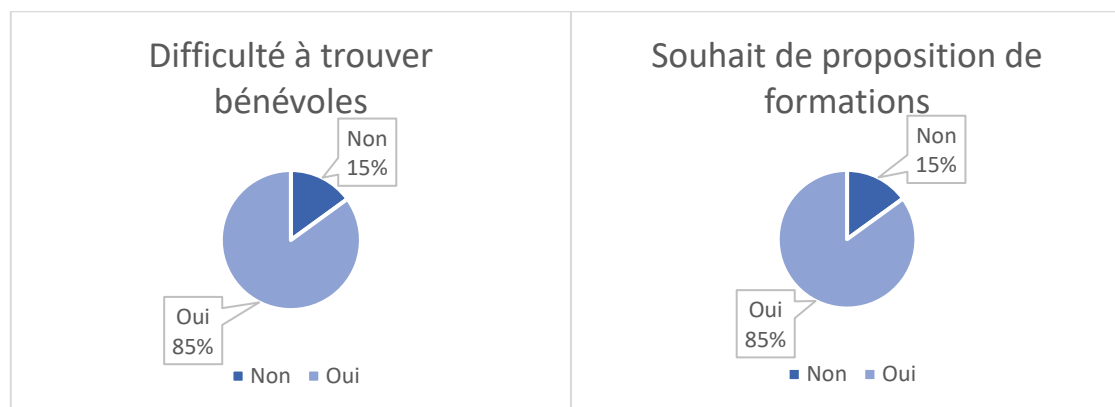 Difficulté à trouver
bénévoles
Non
15%
Oui
85%
Non Oui
Souhait de proposition de
formations
Non
15%
Oui
85%
Non Oui